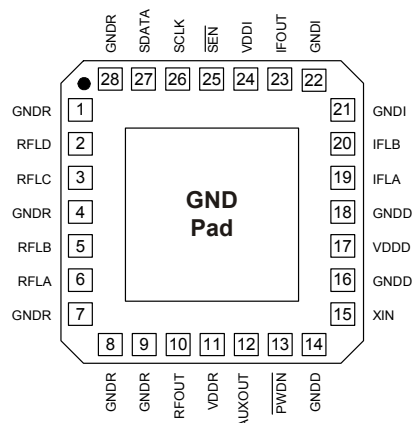 GNDR SDATA SCLK SEN VDDI IFOUT GNDI
28 27 26 25 24 23 22
GNDR 1
RFLD 2
RFLC 3
GNDR 4
RFLB 5
RFLA 6
GNDR 7
GND
Pad
21 GNDI
20 IFLB
19 IFLA
18 GNDD
17 VDDD
16 GNDD
15 XIN
8 9 10 11 12 13 14
GNDR GNDR RFOUT VDDR AUXOUT PWDN GNDD